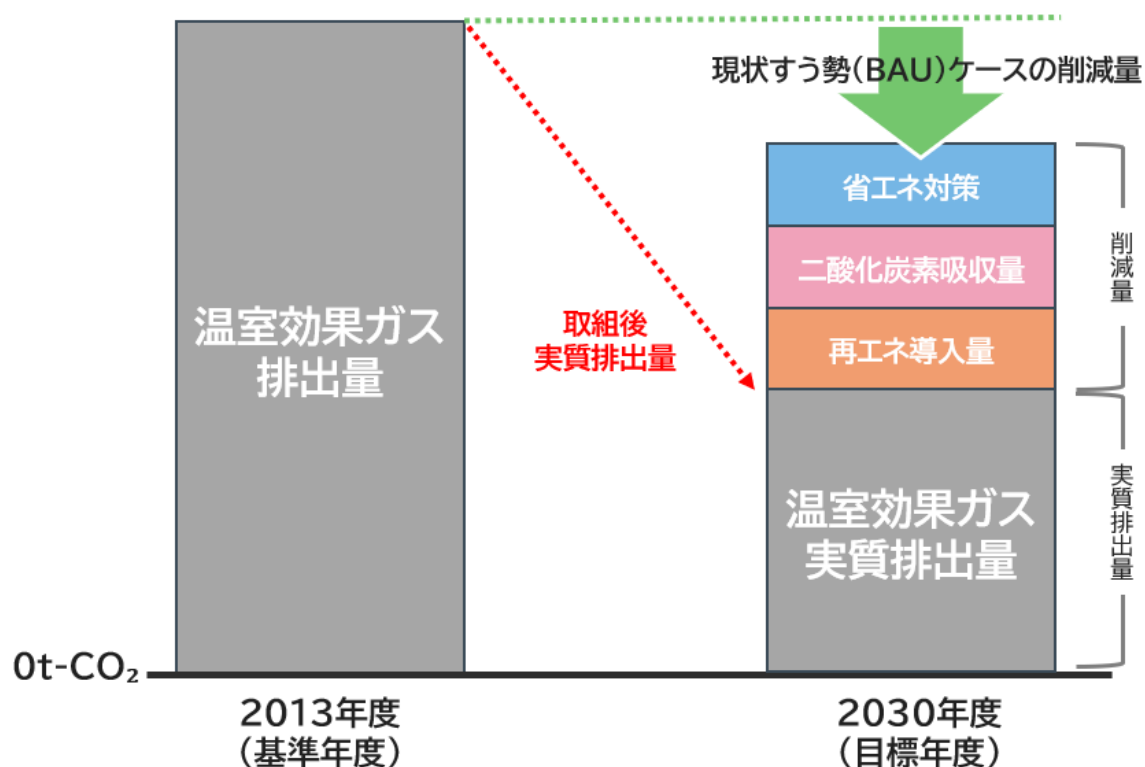 現状すう勢(BAU)ケースの削減量
省エネ対策
二酸化炭素吸収量
再エネ導入量
削減量
温室効果ガス
排出量
取組後
実質排出量
温室効果ガス
実質排出量
実質排出量
0t-CO₂
2013年度
(基準年度)
2030年度
(目標年度)